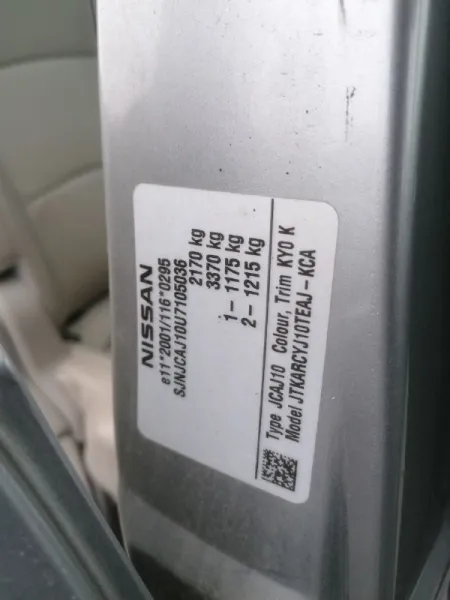 NISSAN
e11*2001/116*0295
SJNJCAJ10U7105036
2170 kg
3370 kg
1 - 1175 kg
2 - 1215 kg
Type JCAJ10 Colour, Trim KY0 K
Model JTKARCYJ10TEAJ-KCA